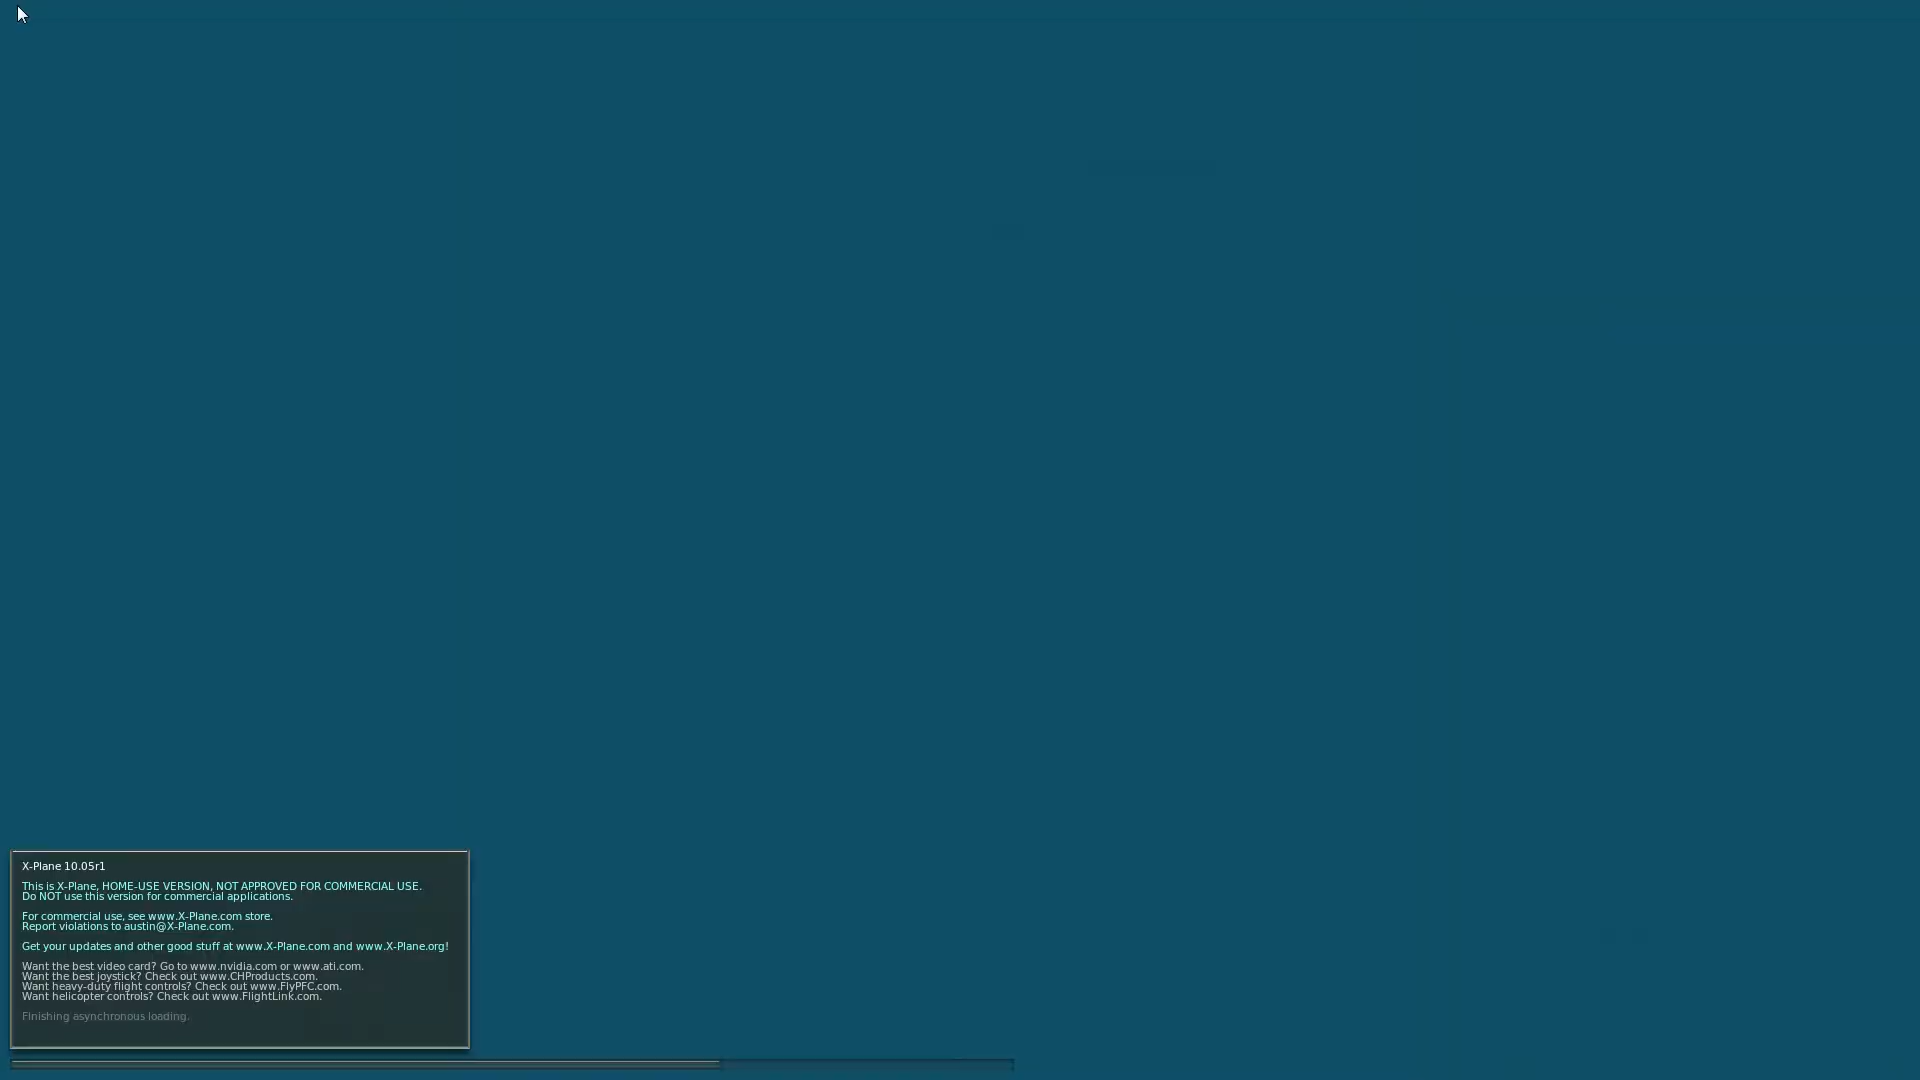 X-Plane 10.05r1
This is X-Plane, HOME-USE VERSION, NOT APPROVED FOR COMMERCIAL USE.
Do NOT use this version for commercial applications.
For commercial use, see www.X-Plane.com store.
Report violations to austin@X-Plane.com.
Get your updates and other good stuff at www.X-Plane.com and www.X-Plane.org!
Want the best video card? Go to www.nvidia.com or www.ati.com.
Want the best joystick? Check out www.CHProducts.com.
Want heavy-duty flight controls? Check out www.FlyPFC.com.
Want helicopter controls? Check out www.FlightLink.com.
Finishing asynchronous loading.